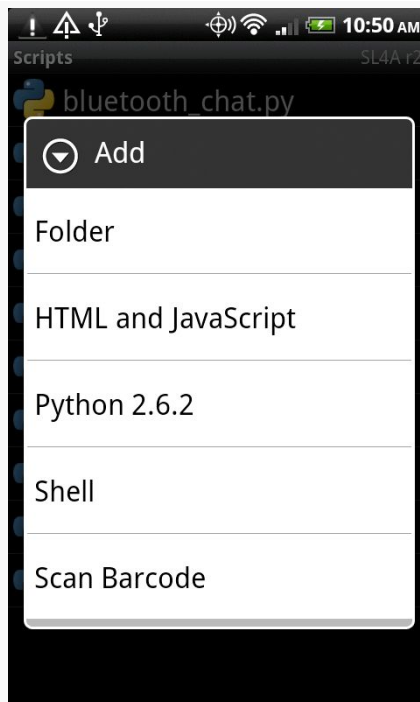 10:50 AM
Scripts SL4A r2
bluetooth_chat.py
Add
Folder
HTML and JavaScript
Python 2.6.2
Shell
Scan Barcode